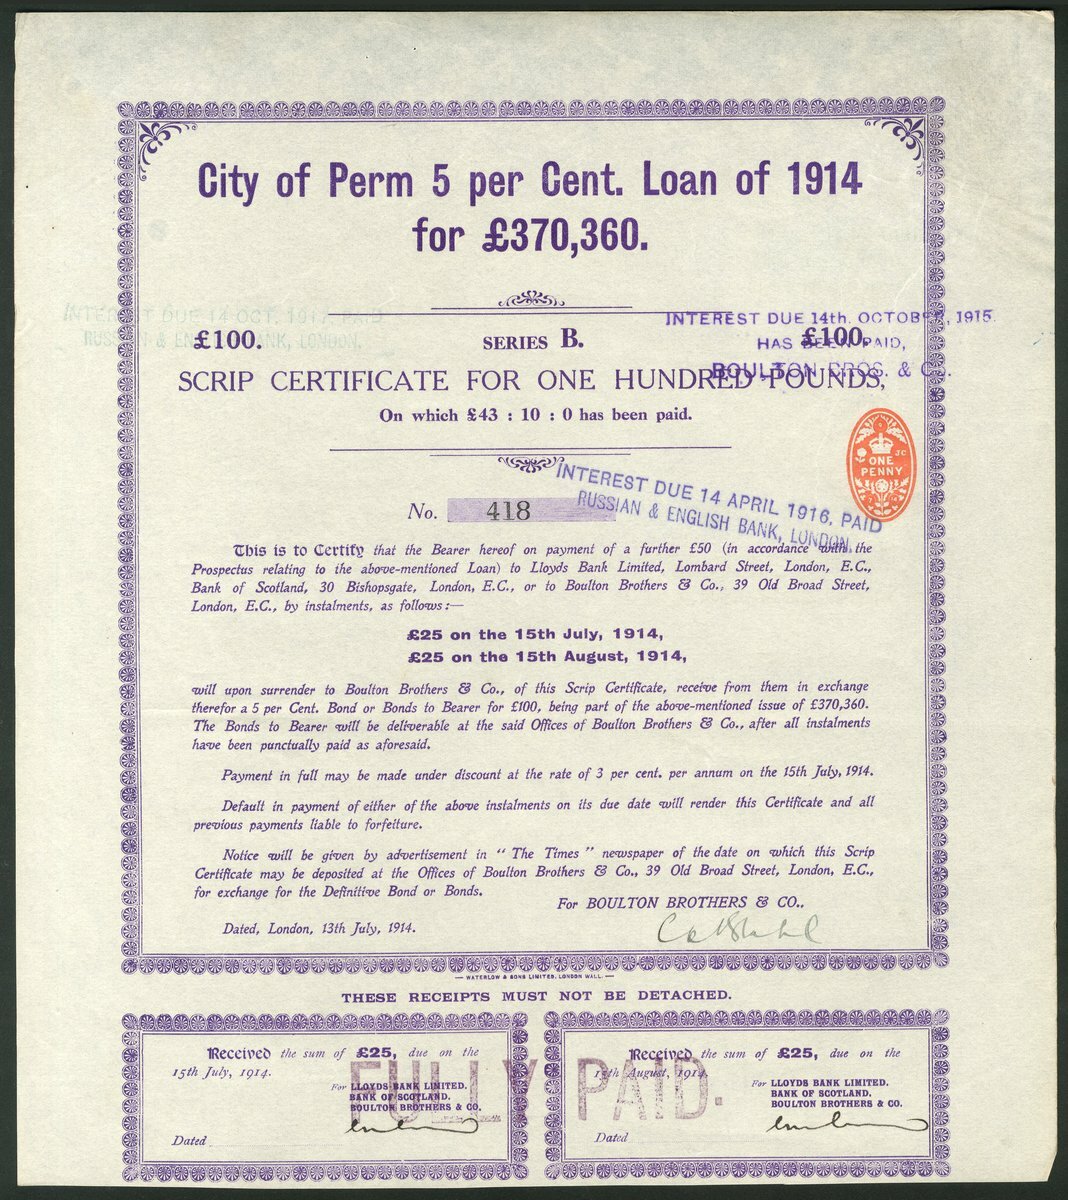 City of Perm 5 per Cent. Loan of 1914
for £370,360.
INTEREST DUE 14 OCT. 1917 PAID
RUSSIAN & ENGLISH BANK, LONDON.
INTEREST DUE 14th. OCTOBER, 1915.
HAS BEEN PAID,
BOULTON BROS. & CO.
£100. SERIES B. £100.
SCRIP CERTIFICATE FOR ONE HUNDRED POUNDS,
On which £43 : 10 : 0 has been paid.
JC
ONE
PENNY
INTEREST DUE 14 APRIL 1916, PAID
RUSSIAN & ENGLISH BANK, LONDON.
No. 418
This is to Certify that the Bearer hereof on payment of a further £50 (in accordance with the
Prospectus relating to the above-mentioned Loan) to Lloyds Bank Limited, Lombard Street, London, E.C.,
Bank of Scotland, 30 Bishopsgate, London, E.C., or to Boulton Brothers & Co., 39 Old Broad Street,
London, E.C., by instalments, as follows:—
£25 on the 15th July, 1914,
£25 on the 15th August, 1914,
will upon surrender to Boulton Brothers & Co., of this Scrip Certificate, receive from them in exchange
therefor a 5 per Cent. Bond or Bonds to Bearer for £100, being part of the above-mentioned issue of £370,360.
The Bonds to Bearer will be deliverable at the said Offices of Boulton Brothers & Co., after all instalments
have been punctually paid as aforesaid.
Payment in full may be made under discount at the rate of 3 per cent. per annum on the 15th July, 1914.
Default in payment of either of the above instalments on its due date will render this Certificate and all
previous payments liable to forfeiture.
Notice will be given by advertisement in " The Times " newspaper of the date on which this Scrip
Certificate may be deposited at the Offices of Boulton Brothers & Co., 39 Old Broad Street, London, E.C.,
for exchange for the Definitive Bond or Bonds.
For BOULTON BROTHERS & CO.,
Dated, London, 13th July, 1914.
— WATERLOW & SONS LIMITED, LONDON WALL. —
THESE RECEIPTS MUST NOT BE DETACHED.
Received the sum of £25, due on the
15th July, 1914.
For LLOYDS BANK LIMITED.
BANK OF SCOTLAND.
BOULTON BROTHERS & CO.
Dated
Received the sum of £25, due on the
15th August, 1914.
For LLOYDS BANK LIMITED.
BANK OF SCOTLAND.
BOULTON BROTHERS & CO.
Dated
FULLY PAID.